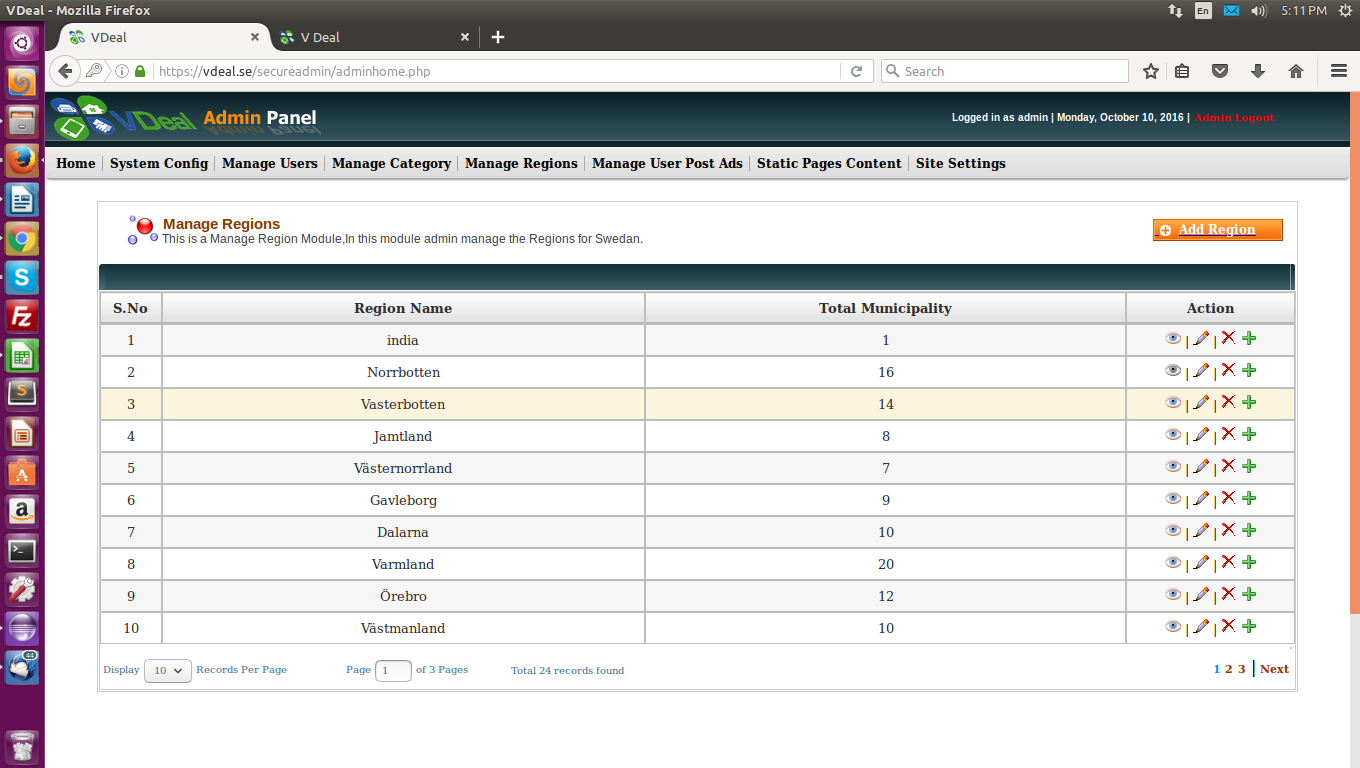 VDeal - Mozilla Firefox
En
5:11 PM
VDeal
V Deal
https://vdeal.se/secureadmin/adminhome.php
Search
VDeal Admin Panel
Logged in as admin | Monday, October 10, 2016 | Admin Logout
Home | System Config | Manage Users | Manage Category | Manage Regions | Manage User Post Ads | Static Pages Content | Site Settings
Manage Regions
This is a Manage Region Module,In this module admin manage the Regions for Swedan.
Add Region
S.No Region Name Total Municipality Action
1 india 1 | |
2 Norrbotten 16 | |
3 Vasterbotten 14 | |
4 Jamtland 8 | |
5 Västernorrland 7 | |
6 Gavleborg 9 | |
7 Dalarna 10 | |
8 Varmland 20 | |
9 Örebro 12 | |
10 Västmanland 10 | |
Display 10 Records Per Page Page 1 of 3 Pages Total 24 records found 1 2 3 | Next
44